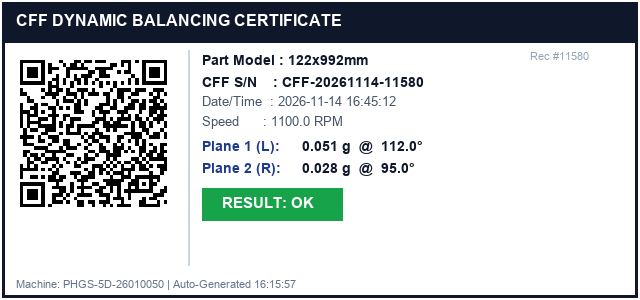 CFF DYNAMIC BALANCING CERTIFICATE
Rec #11580
Part Model : 122x992mm
CFF S/N : CFF-20261114-11580
Date/Time : 2026-11-14 16:45:12
Speed : 1100.0 RPM
Plane 1 (L): 0.051 g @ 112.0°
Plane 2 (R): 0.028 g @ 95.0°
RESULT: OK
Machine: PHGS-5D-26010050 | Auto-Generated 16:15:57